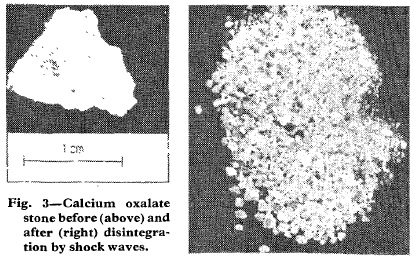 1 cm
Fig. 3—Calcium oxalate
stone before (above) and
after (right) disintegra-
tion by shock waves.